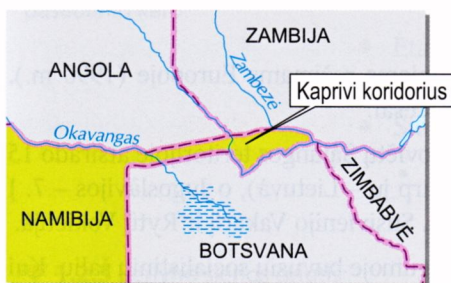 ZAMBIJA
ANGOLA
Zambezė
Kaprivi koridorius
Okavangas
ZIMBABVĖ
NAMIBIJA
BOTSVANA